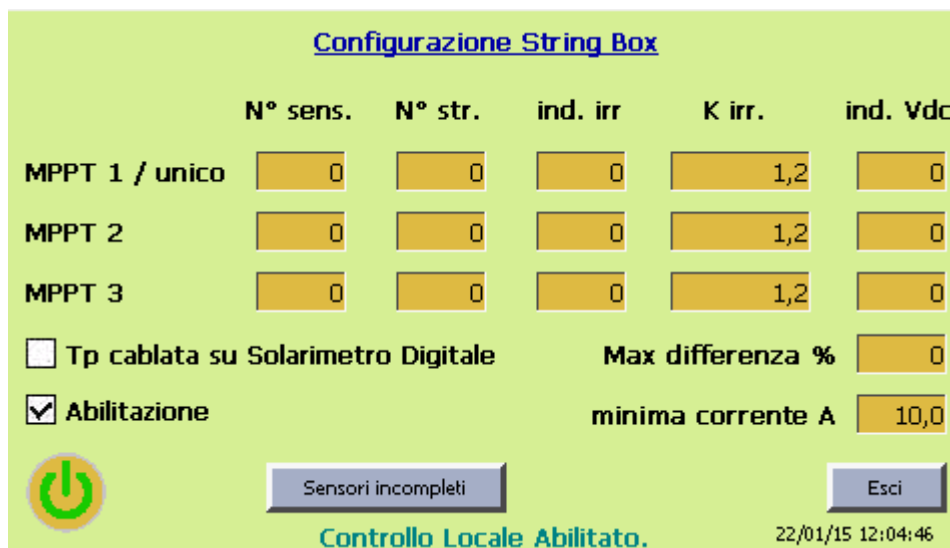 Configurazione String Box
N° sens. N° str. ind. irr K irr. ind. Vdc
MPPT 1 / unico 0 0 0 1,2 0
MPPT 2 0 0 0 1,2 0
MPPT 3 0 0 0 1,2 0
Tp cablata su Solarimetro Digitale Max differenza % 0
Abilitazione minima corrente A 10,0
Sensori incompleti Esci
Controllo Locale Abilitato. 22/01/15 12:04:46